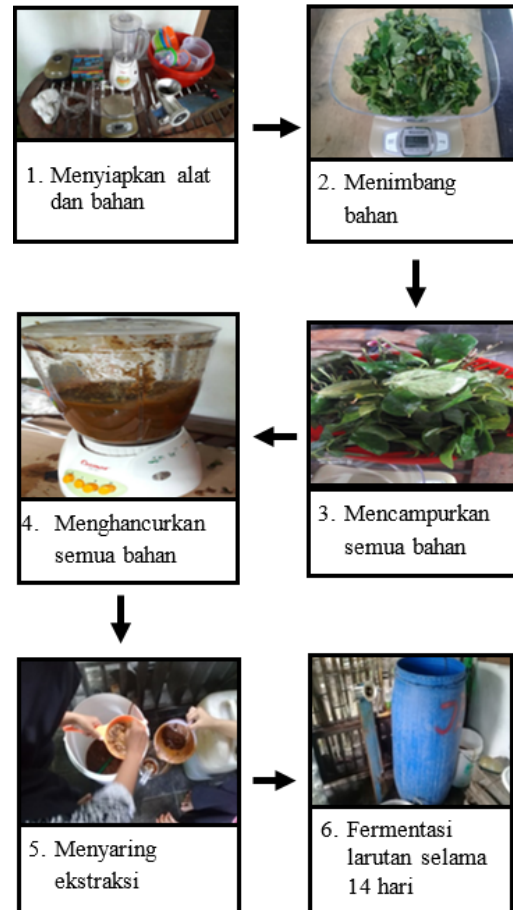 1. Menyiapkan alat
dan bahan
2. Menimbang
bahan
3. Mencampurkan
semua bahan
4. Menghancurkan
semua bahan
5. Menyaring
ekstraksi
6. Fermentasi
larutan selama
14 hari